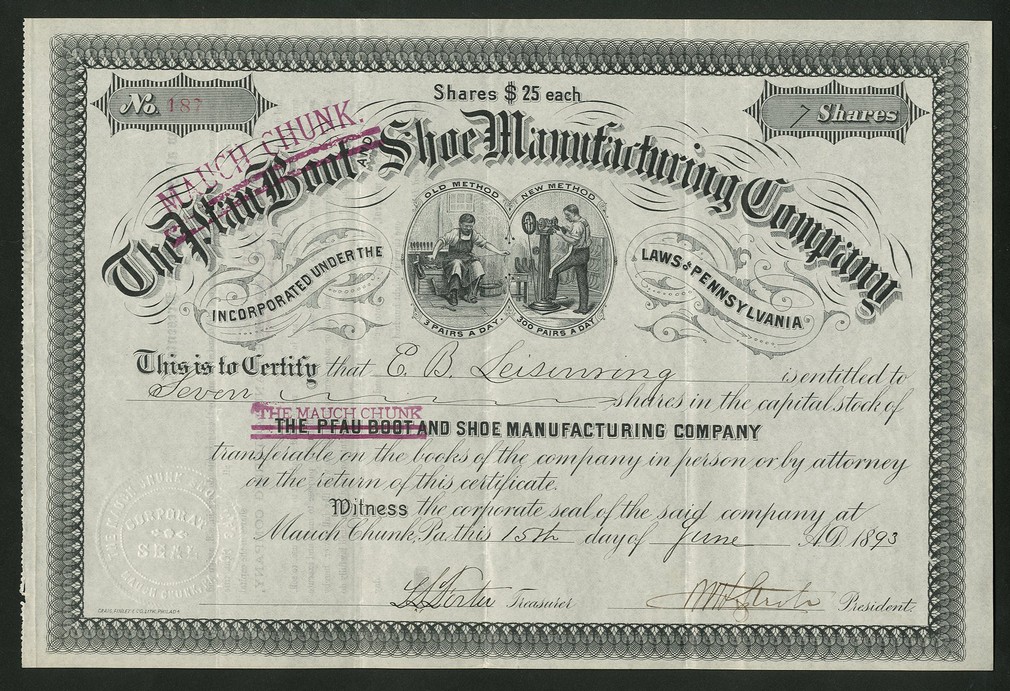 Shares $ 25 each
No. 187
7 Shares
MAUCH CHUNK.
The Pfau Boot AND Shoe Manufacturing Company
OLD METHOD
NEW METHOD
INCORPORATED UNDER THE
LAWS OF PENNSYLVANIA
3 PAIRS A DAY.
300 PAIRS A DAY
This is to Certify that E. B. Leisenring is entitled to
Seven shares in the capital stock of
THE MAUCH CHUNK
THE PFAU BOOT AND SHOE MANUFACTURING COMPANY
transferable on the books of the company in person or by attorney
on the return of this certificate.
Witness the corporate seal of the said company at
Mauch Chunk, Pa. this 15th day of June A.D. 1893
CORPORATE
SEAL
Treasurer
President.
CRAIG, FINLEY & CO. LITH. PHILADA